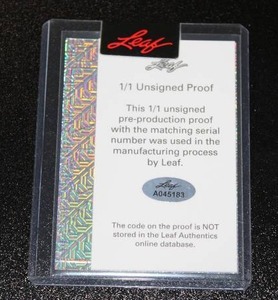 Leaf
Leaf
1/1 Unsigned Proof
This 1/1 unsigned
pre-production proof
with the matching serial
number was used in the
manufacturing process
by Leaf.
Leaf
A045183
The code on the proof is NOT
stored in the Leaf Authentics
online database.